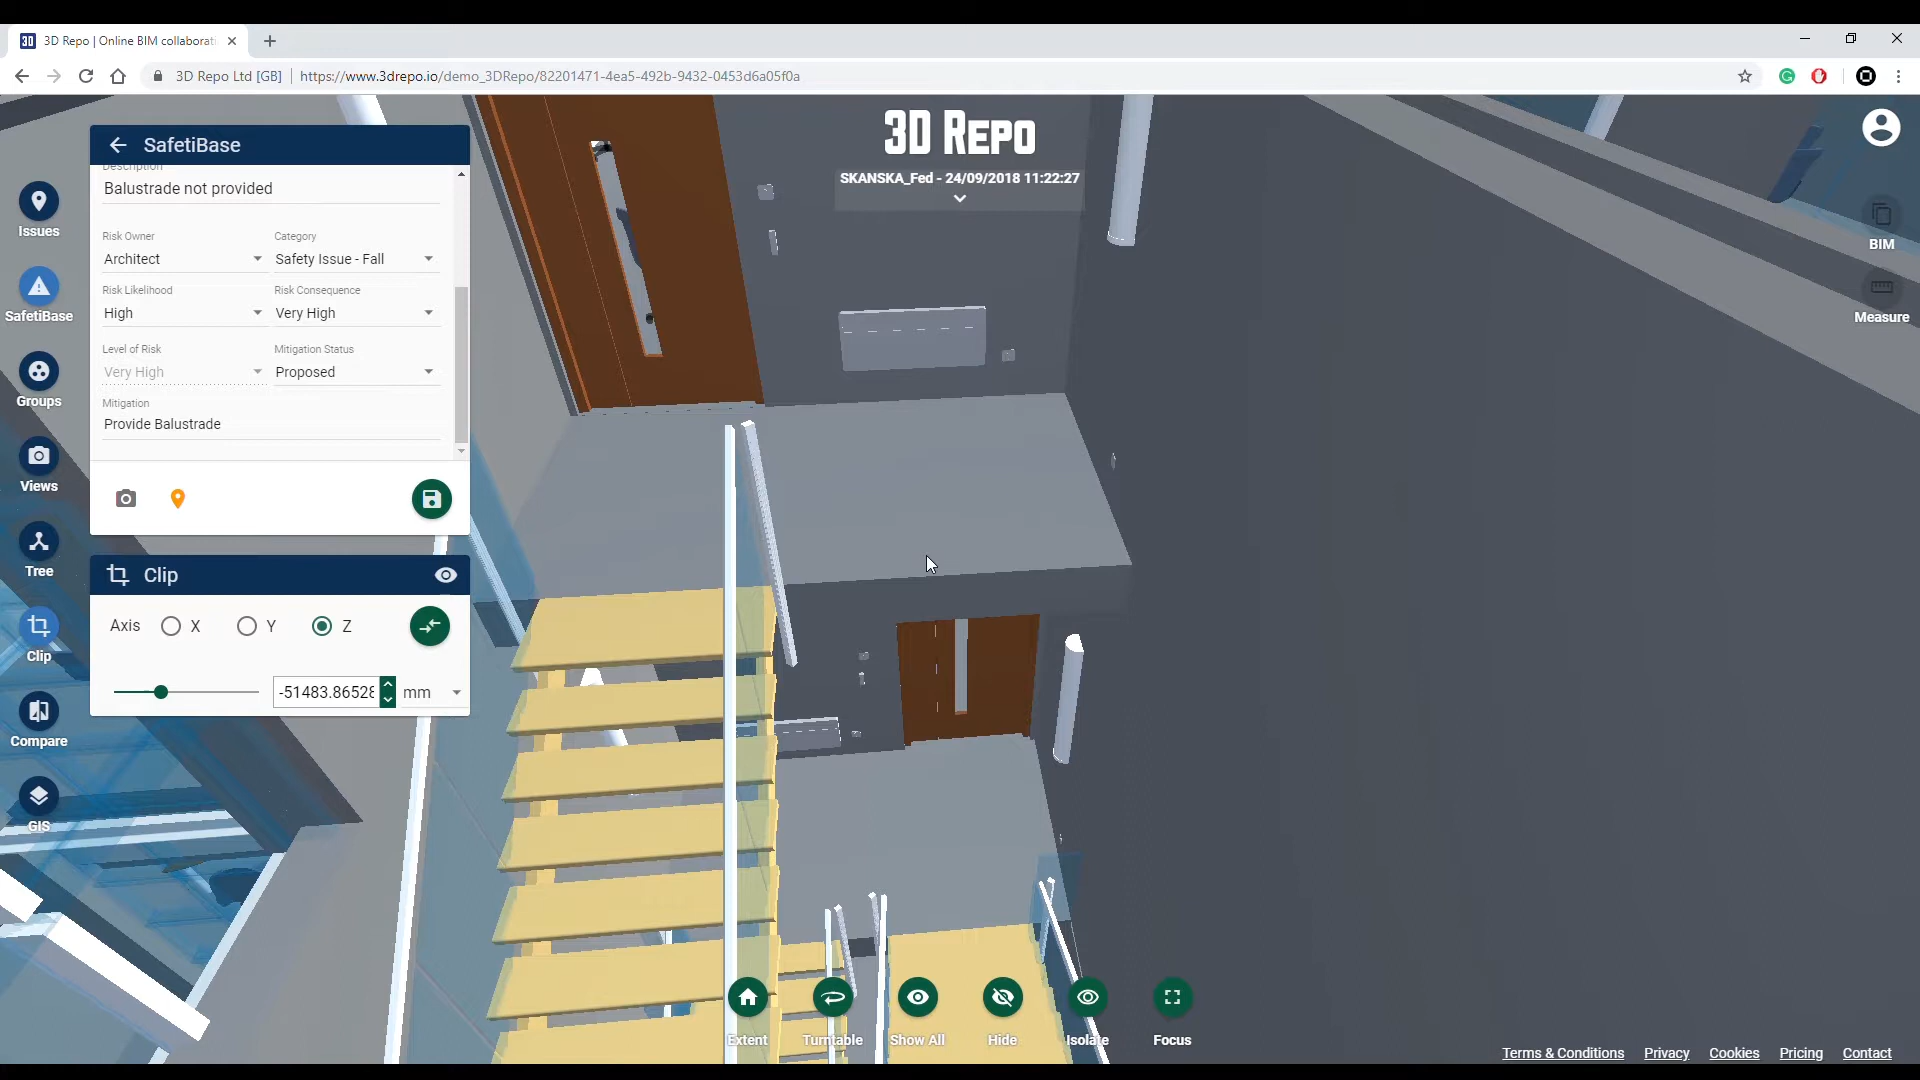 3D Repo | Online BIM collaborati
3D Repo Ltd [GB]
https://www.3drepo.io/demo_3DRepo/82201471-4ea5-492b-9432-0453d6a05f0a
3D REPO
SKANSKA_Fed - 24/09/2018 11:22:27
SafetiBase
Description
Balustrade not provided
Risk Owner
Category
Architect
Safety Issue - Fall
Risk Likelihood
Risk Consequence
High
Very High
Level of Risk
Mitigation Status
Very High
Proposed
Mitigation
Provide Balustrade
Clip
Axis
X
Y
Z
-51483.86528
mm
Issues
SafetiBase
Groups
Views
Tree
Clip
Compare
GIS
BIM
Measure
Extent
Turntable
Show All
Hide
Isolate
Focus
Terms & Conditions
Privacy
Cookies
Pricing
Contact